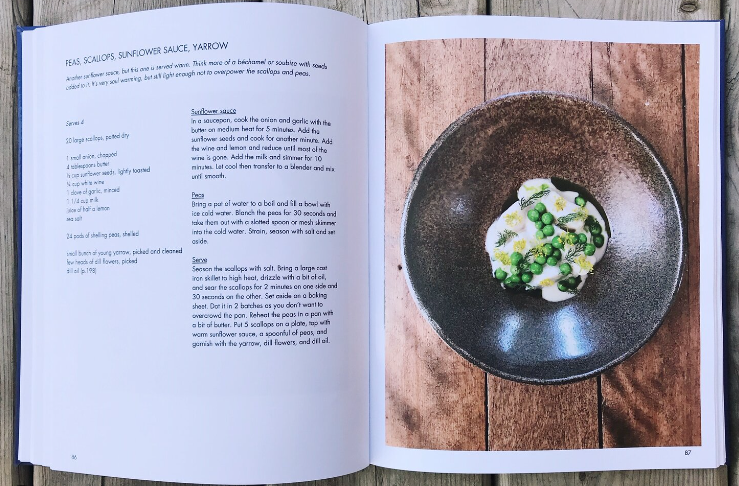 PEAS, SCALLOPS, SUNFLOWER SAUCE, YARROW
Another sunflower sauce, but this one is served warm. Think more of a béchamel or soubise with seeds
added to it. It's very soul warming, but still light enough not to overpower the scallops and peas.
Serves 4
20 large scallops, patted dry
1 small onion, chopped
4 tablespoons butter
cup sunflower seeds, lightly toasted
cup white wine
1 clove of garlic, minced
1 1/4 cup milk
juice of half a lemon
sea salt
24 pods of shelling peas, shelled
small bunch of young yarrow, picked and cleaned
few heads of dill flowers, picked
dill oil (p.198)
Sunflower sauce
In a saucepan, cook the onion and garlic with the
butter on medium heat for 5 minutes. Add the
sunflower seeds and cook for another minute. Add
the wine and lemon and reduce until most of the
wine is gone. Add the milk and simmer for 10
minutes. Let cool then transfer to a blender and mix
until smooth.
Peas
Bring a pot of water to a boil and fill a bowl with
ice cold water. Blanch the peas for 30 seconds and
take them out with a slotted spoon or mesh skimmer
into the cold water. Strain, season with salt and set
aside.
Serve
Season the scallops with salt. Bring a large cast
iron skillet to high heat, drizzle with a bit of oil,
and sear the scallops for 2 minutes on one side and
30 seconds on the other. Set aside on a baking
sheet. Dot it in 2 batches as you don't want to
overcrowd the pan. Reheat the peas in a pan with
a bit of butter. Put 5 scallops on a plate, top with
warm sunflower sauce, a spoonful of peas, and
garnish with the yarrow, dill flowers, and dill oil.
86
87